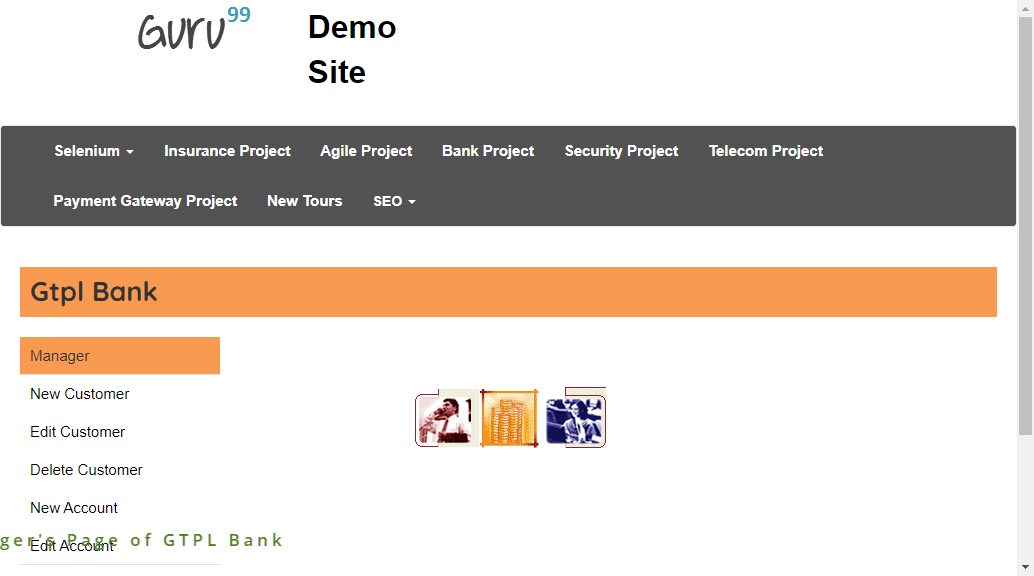 Guru99
Demo
Site
Selenium
Insurance Project
Agile Project
Bank Project
Security Project
Telecom Project
Payment Gateway Project
New Tours
SEO
Gtpl Bank
Manager
New Customer
Edit Customer
Delete Customer
New Account
ger's Page of GTPL Bank
Edit Account